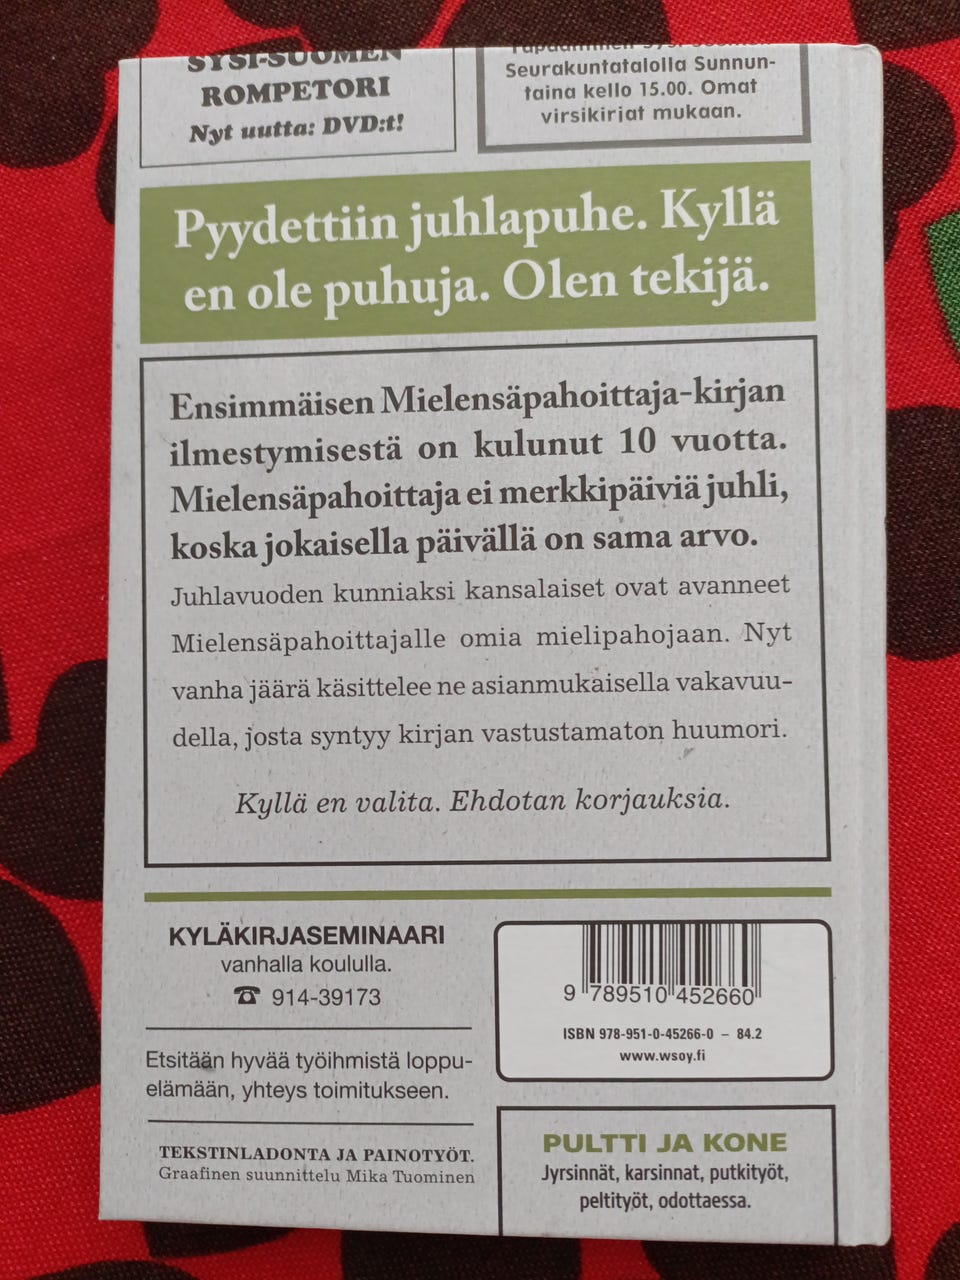 SYSI-SUOMEN
ROMPETORI
Nyt uutta: DVD:t!
Seurakuntatalolla Sunnun-
taina kello 15.00. Omat
virsikirjat mukaan.
Pyydettiin juhlapuhe. Kyllä
en ole puhuja. Olen tekijä.
Ensimmäisen Mielensäpahoittaja-kirjan
ilmestymisestä on kulunut 10 vuotta.
Mielensäpahoittaja ei merkkipäiviä juhli,
koska jokaisella päivällä on sama arvo.
Juhlavuoden kunniaksi kansalaiset ovat avanneet
Mielensäpahoittajalle omia mielipahojaan. Nyt
vanha jäärä käsittelee ne asianmukaisella vakavuu-
della, josta syntyy kirjan vastustamaton huumori.
Kyllä en valita. Ehdotan korjauksia.
KYLÄKIRJASEMINAARI
vanhalla koululla.
☎ 914-39173
Etsitään hyvää työihmistä loppu-
elämään, yhteys toimitukseen.
TEKSTINLADONTA JA PAINOTYÖT.
Graafinen suunnittelu Mika Tuominen
9 789510 452660
ISBN 978-951-0-45266-0 – 84.2
www.wsoy.fi
PULTTI JA KONE
Jyrsinnät, karsinnat, putkityöt,
peltityöt, odottaessa.